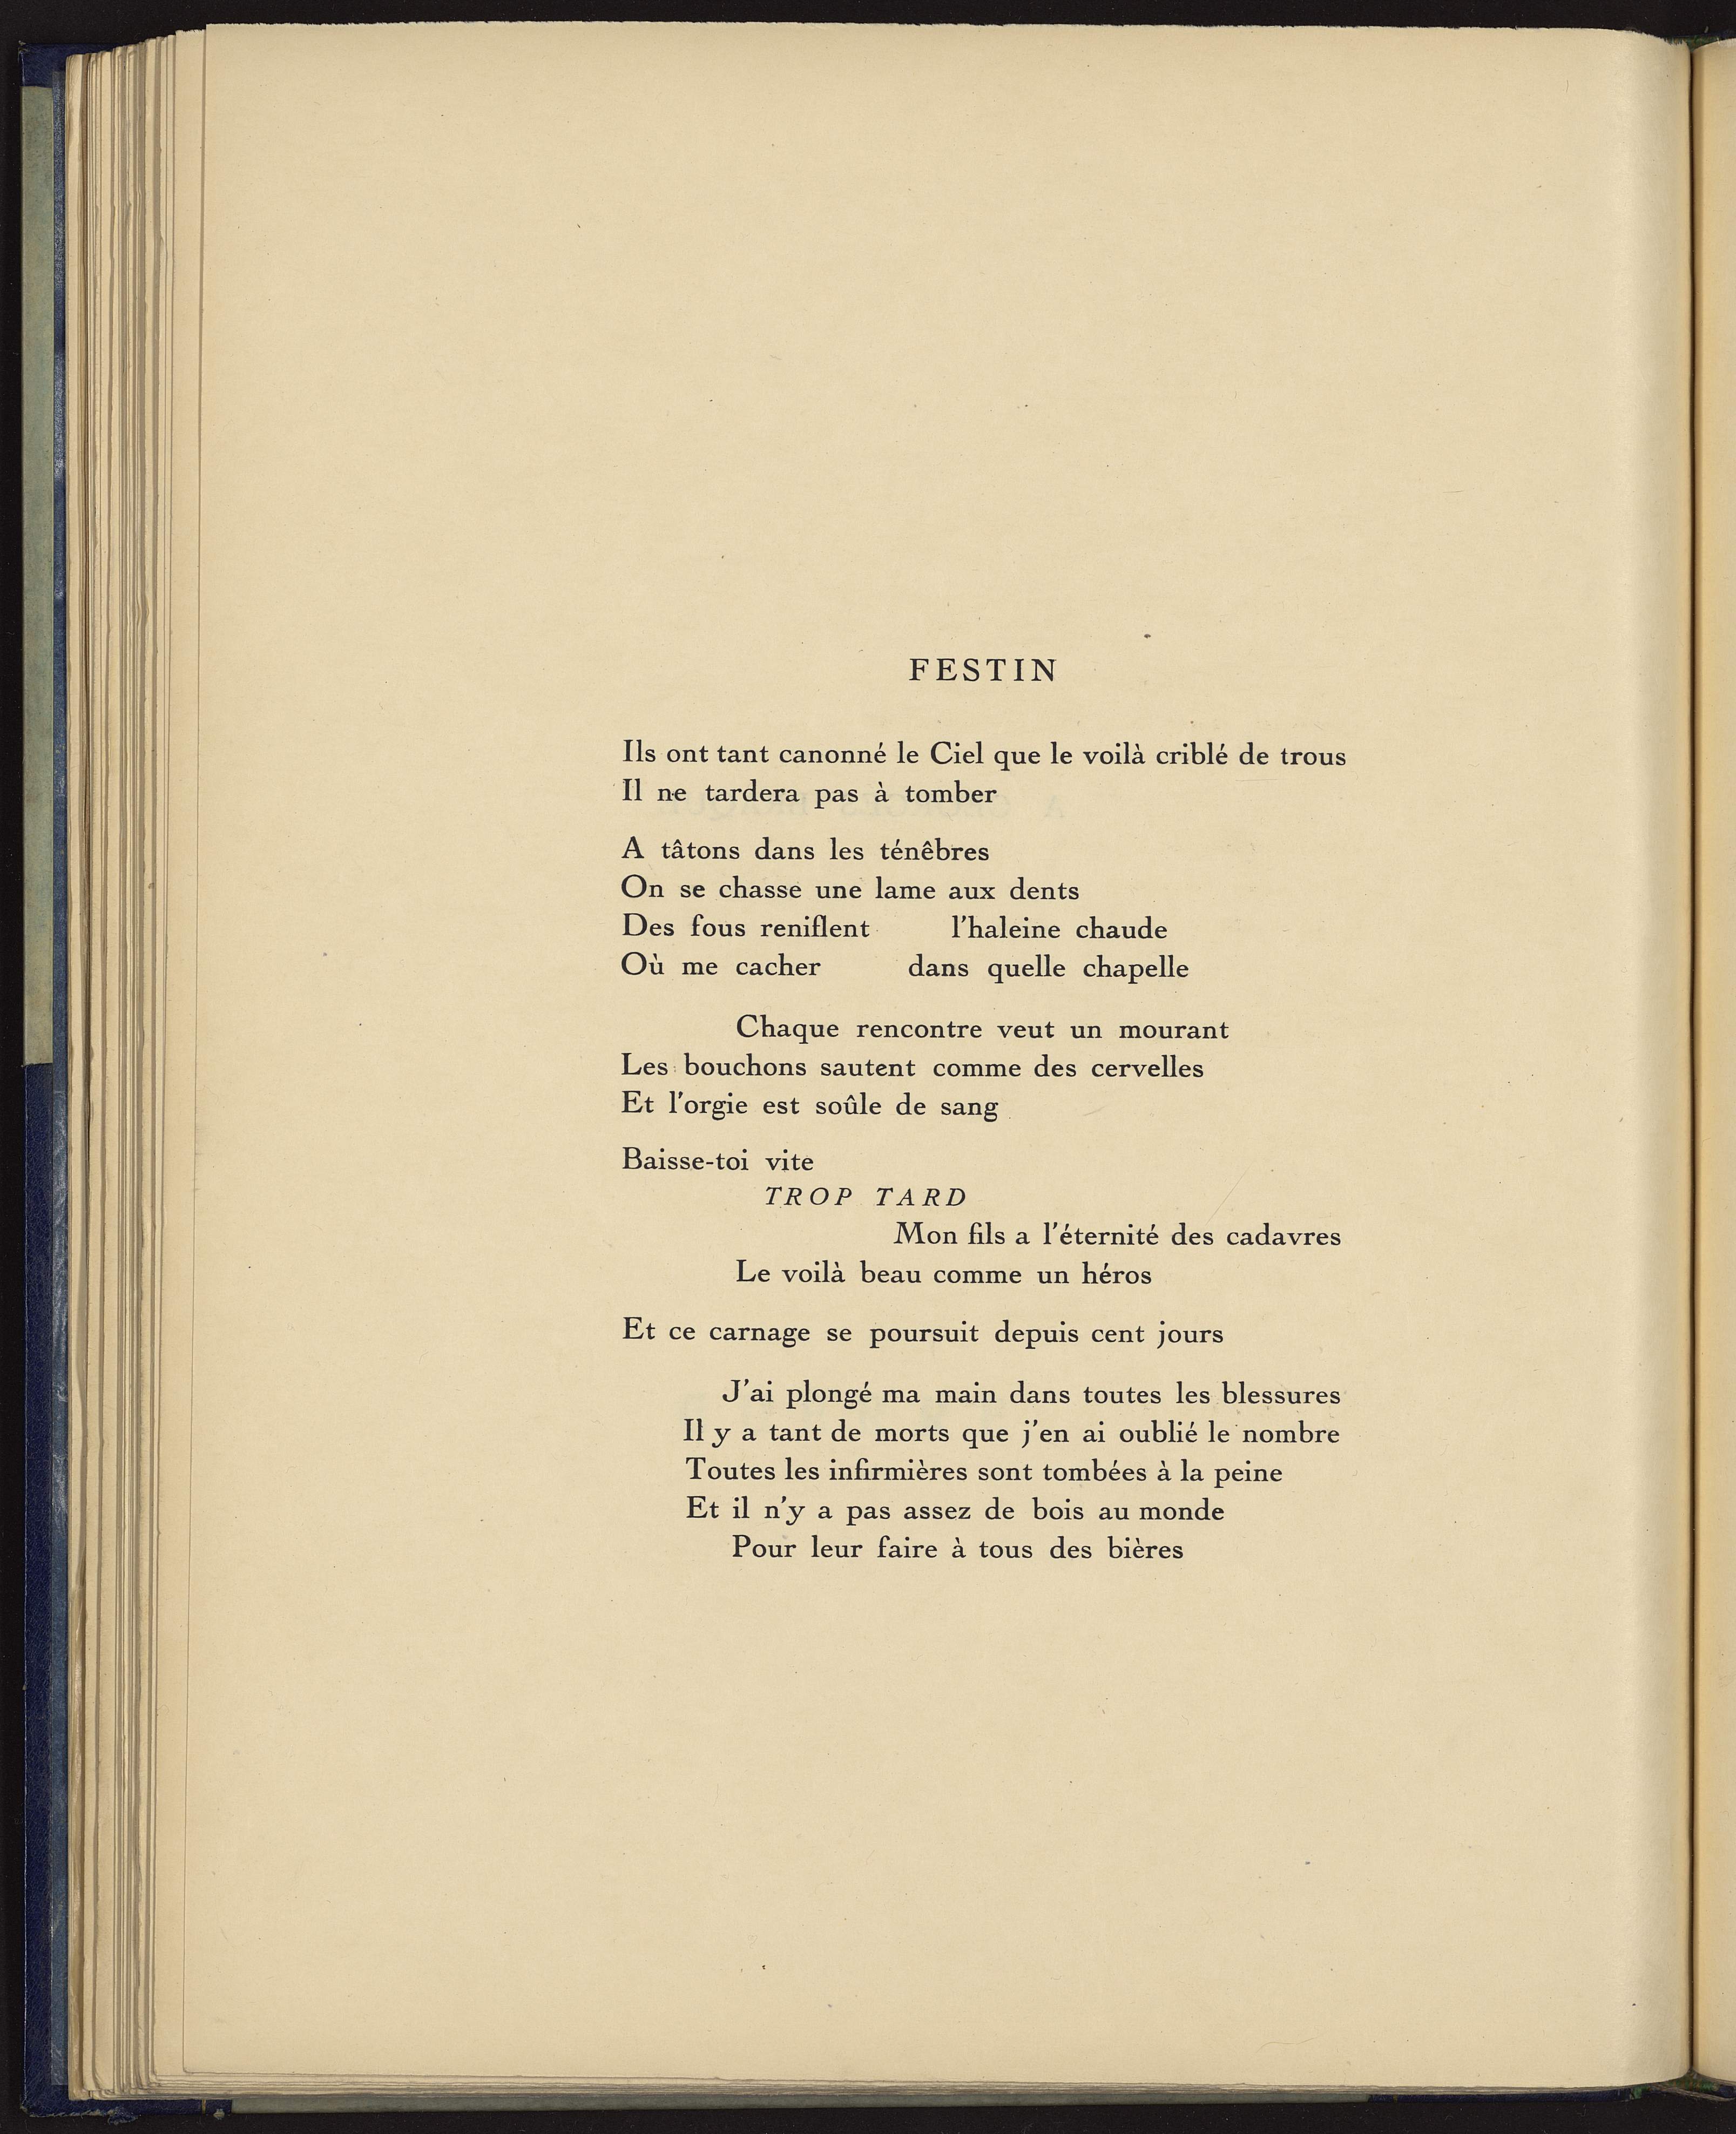 FESTIN
Ils ont tant canonné le Ciel que le voilà criblé de trous
Il ne tardera pas à tomber
A tâtons dans les ténêbres
On se chasse une lame aux dents
Des fous reniflent l'haleine chaude
Où me cacher dans quelle chapelle
Chaque rencontre veut un mourant
Les bouchons sautent comme des cervelles
Et l'orgie est soûle de sang
Baisse-toi vite
TROP TARD
Mon fils a l'éternité des cadavres
Le voilà beau comme un héros
Et ce carnage se poursuit depuis cent jours
J'ai plongé ma main dans toutes les blessures
Il y a tant de morts que j'en ai oublié le nombre
Toutes les infirmières sont tombées à la peine
Et il n'y a pas assez de bois au monde
Pour leur faire à tous des bières